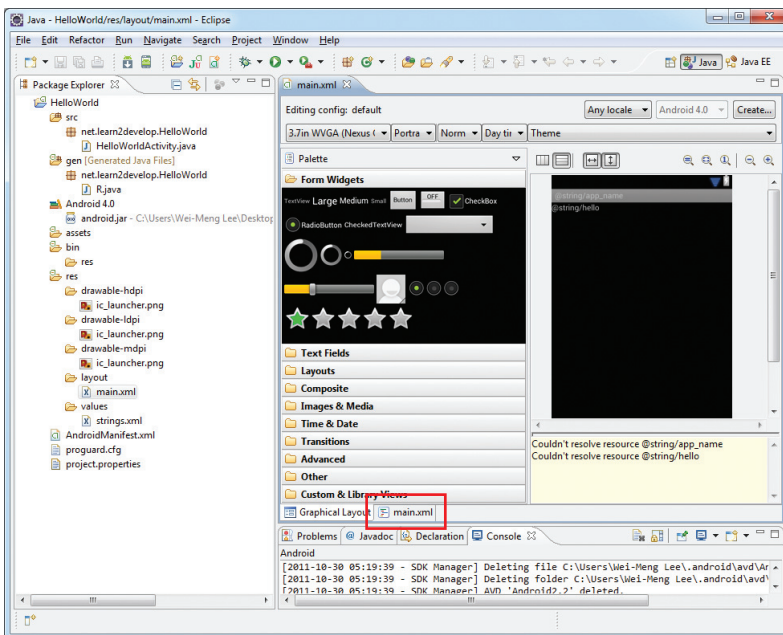 Java - HelloWorld/res/layout/main.xml - Eclipse
File Edit Refactor Run Navigate Search Project Window Help
Java
Java EE
Package Explorer
HelloWorld
src
net.learn2develop.HelloWorld
HelloWorldActivity.java
gen [Generated Java Files]
net.learn2develop.HelloWorld
R.java
Android 4.0
android.jar - C:\Users\Wei-Meng Lee\Desktop
assets
bin
res
res
drawable-hdpi
ic_launcher.png
drawable-ldpi
ic_launcher.png
drawable-mdpi
ic_launcher.png
layout
main.xml
values
strings.xml
AndroidManifest.xml
proguard.cfg
project.properties
main.xml
Editing config: default
Any locale
Android 4.0
Create...
3.7in WVGA (Nexus
Portra
Norm
Day tir
Theme
Palette
Form Widgets
TextView Large Medium Small Button OFF CheckBox
RadioButton CheckedTextView
Text Fields
Layouts
Composite
Images & Media
Time & Date
Transitions
Advanced
Other
Custom & Library Views
@string/app_name
@string/hello
Couldn't resolve resource @string/app_name
Couldn't resolve resource @string/hello
Graphical Layout
main.xml
Problems @ Javadoc Declaration Console
Android
[2011-10-30 05:19:39 - SDK Manager] Deleting file C:\Users\Wei-Meng Lee\.android\avd\An
[2011-10-30 05:19:39 - SDK Manager] Deleting folder C:\Users\Wei-Meng Lee\.android\avd\
[2011-10-30 05:19:39 - SDK Manager] AVD 'Android2.2' deleted.